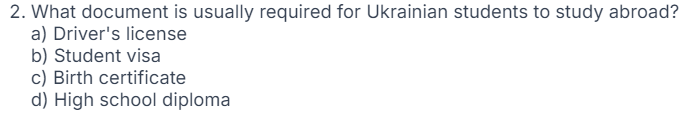 2. What document is usually required for Ukrainian students to study abroad?
a) Driver's license
b) Student visa
c) Birth certificate
d) High school diploma